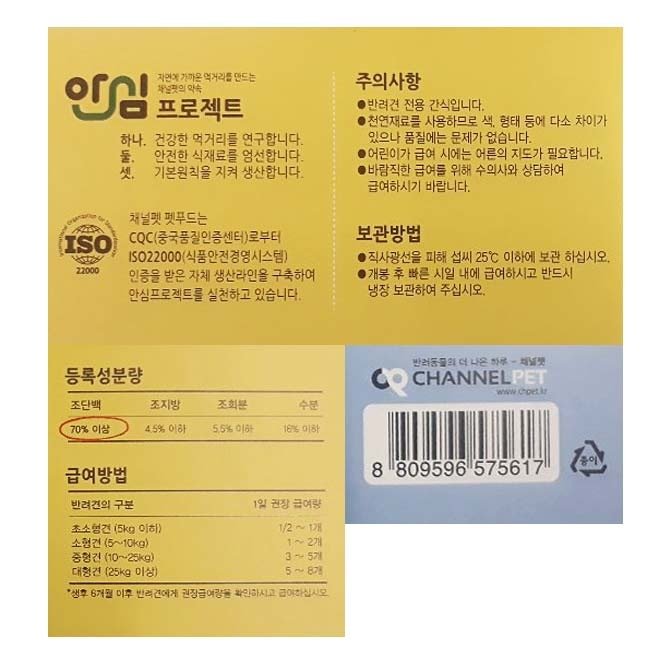 안심
자연에 가까운 먹거리를 만드는
채널펫의 약속
프로젝트
하나. 건강한 먹거리를 연구합니다.
둘. 안전한 식재료를 엄선합니다.
셋. 기본원칙을 지켜 생산합니다.
International Organization for Standardization
ISO
22000
채널펫 펫푸드는
CQC(중국품질인증센터)로부터
ISO22000(식품안전경영시스템)
인증을 받은 자체 생산라인을 구축하여
안심프로젝트를 실천하고 있습니다.
주의사항
●반려견 전용 간식입니다.
●천연재료를 사용하므로 색, 형태 등에 다소 차이가
있으나 품질에는 문제가 없습니다.
●어린이가 급여 시에는 어른의 지도가 필요합니다.
●바람직한 급여를 위해 수의사와 상담하여
급여하시기 바랍니다.
보관방법
●직사광선을 피해 섭씨 25℃ 이하에 보관 하십시오.
●개봉 후 빠른 시일 내에 급여하시고 반드시
냉장 보관하여 주십시오.
등록성분량
조단백 조지방 조회분 수분
70% 이상 4.5% 이하 5.5% 이하 16% 이하
급여방법
반려견의 구분 1일 권장 급여량
초소형견 (5kg 이하) 1/2 ~ 1개
소형견 (5~10kg) 1 ~ 2개
중형견 (10~25kg) 3 ~ 5개
대형견 (25kg 이상) 5 ~ 8개
*생후 6개월 이후 반려견에게 권장급여량을 확인하시고 급여하십시오.
반려동물의 더 나은 하루 - 채널펫
CHANNELPET
www.chpet.kr
8 809596 575617
종이